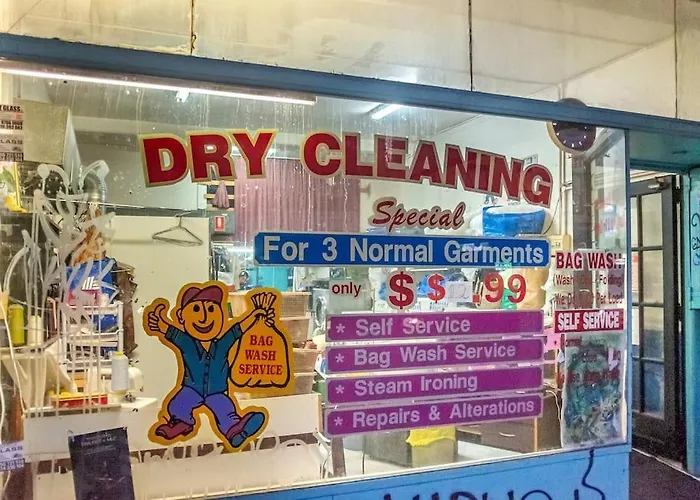 DRY CLEANING
Special
For 3 Normal Garments
only $ $ .99
* Self Service
* Bag Wash Service
* Steam Ironing
* Repairs & Alterations
BAG
WASH
SERVICE
BAG WASH
SELF SERVICE